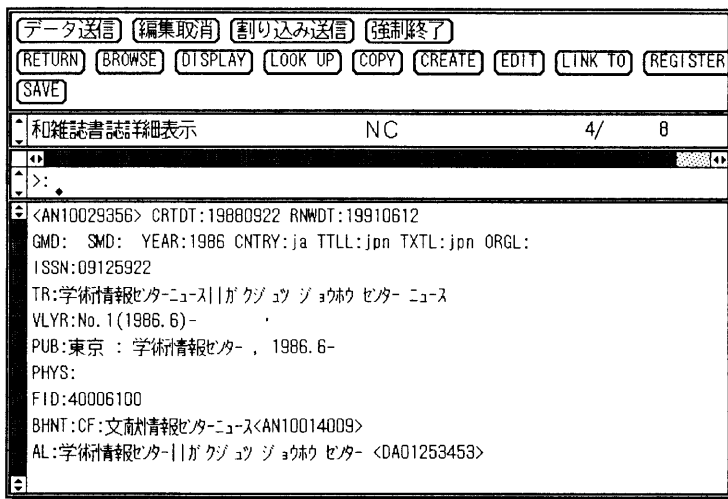 データ送信 編集取消 割り込み送信 強制終了
RETURN BROWSE DISPLAY LOOK UP COPY CREATE EDIT LINK TO REGISTER
SAVE
和雑誌書誌詳細表示 NC 4/ 8
>:
<AN10029356> CRTDT:19880922 RNWDT:19910612
GMD: SMD: YEAR:1986 CNTRY:ja TTLL:jpn TXTL:jpn ORGL:
ISSN:09125922
TR:学術情報ｾﾝﾀｰﾆｭｰｽ||ｶﾞｸｼﾞｭﾂ ｼﾞｮｳﾎｳ ｾﾝﾀｰ ﾆｭｰｽ
VLYR:No.1(1986.6)-
PUB:東京 : 学術情報ｾﾝﾀｰ , 1986.6-
PHYS:
FID:40006100
BHNT:CF:文献情報ｾﾝﾀｰﾆｭｰｽ<AN10014009>
AL:学術情報ｾﾝﾀｰ||ｶﾞｸｼﾞｭﾂ ｼﾞｮｳﾎｳ ｾﾝﾀｰ <DA01253453>